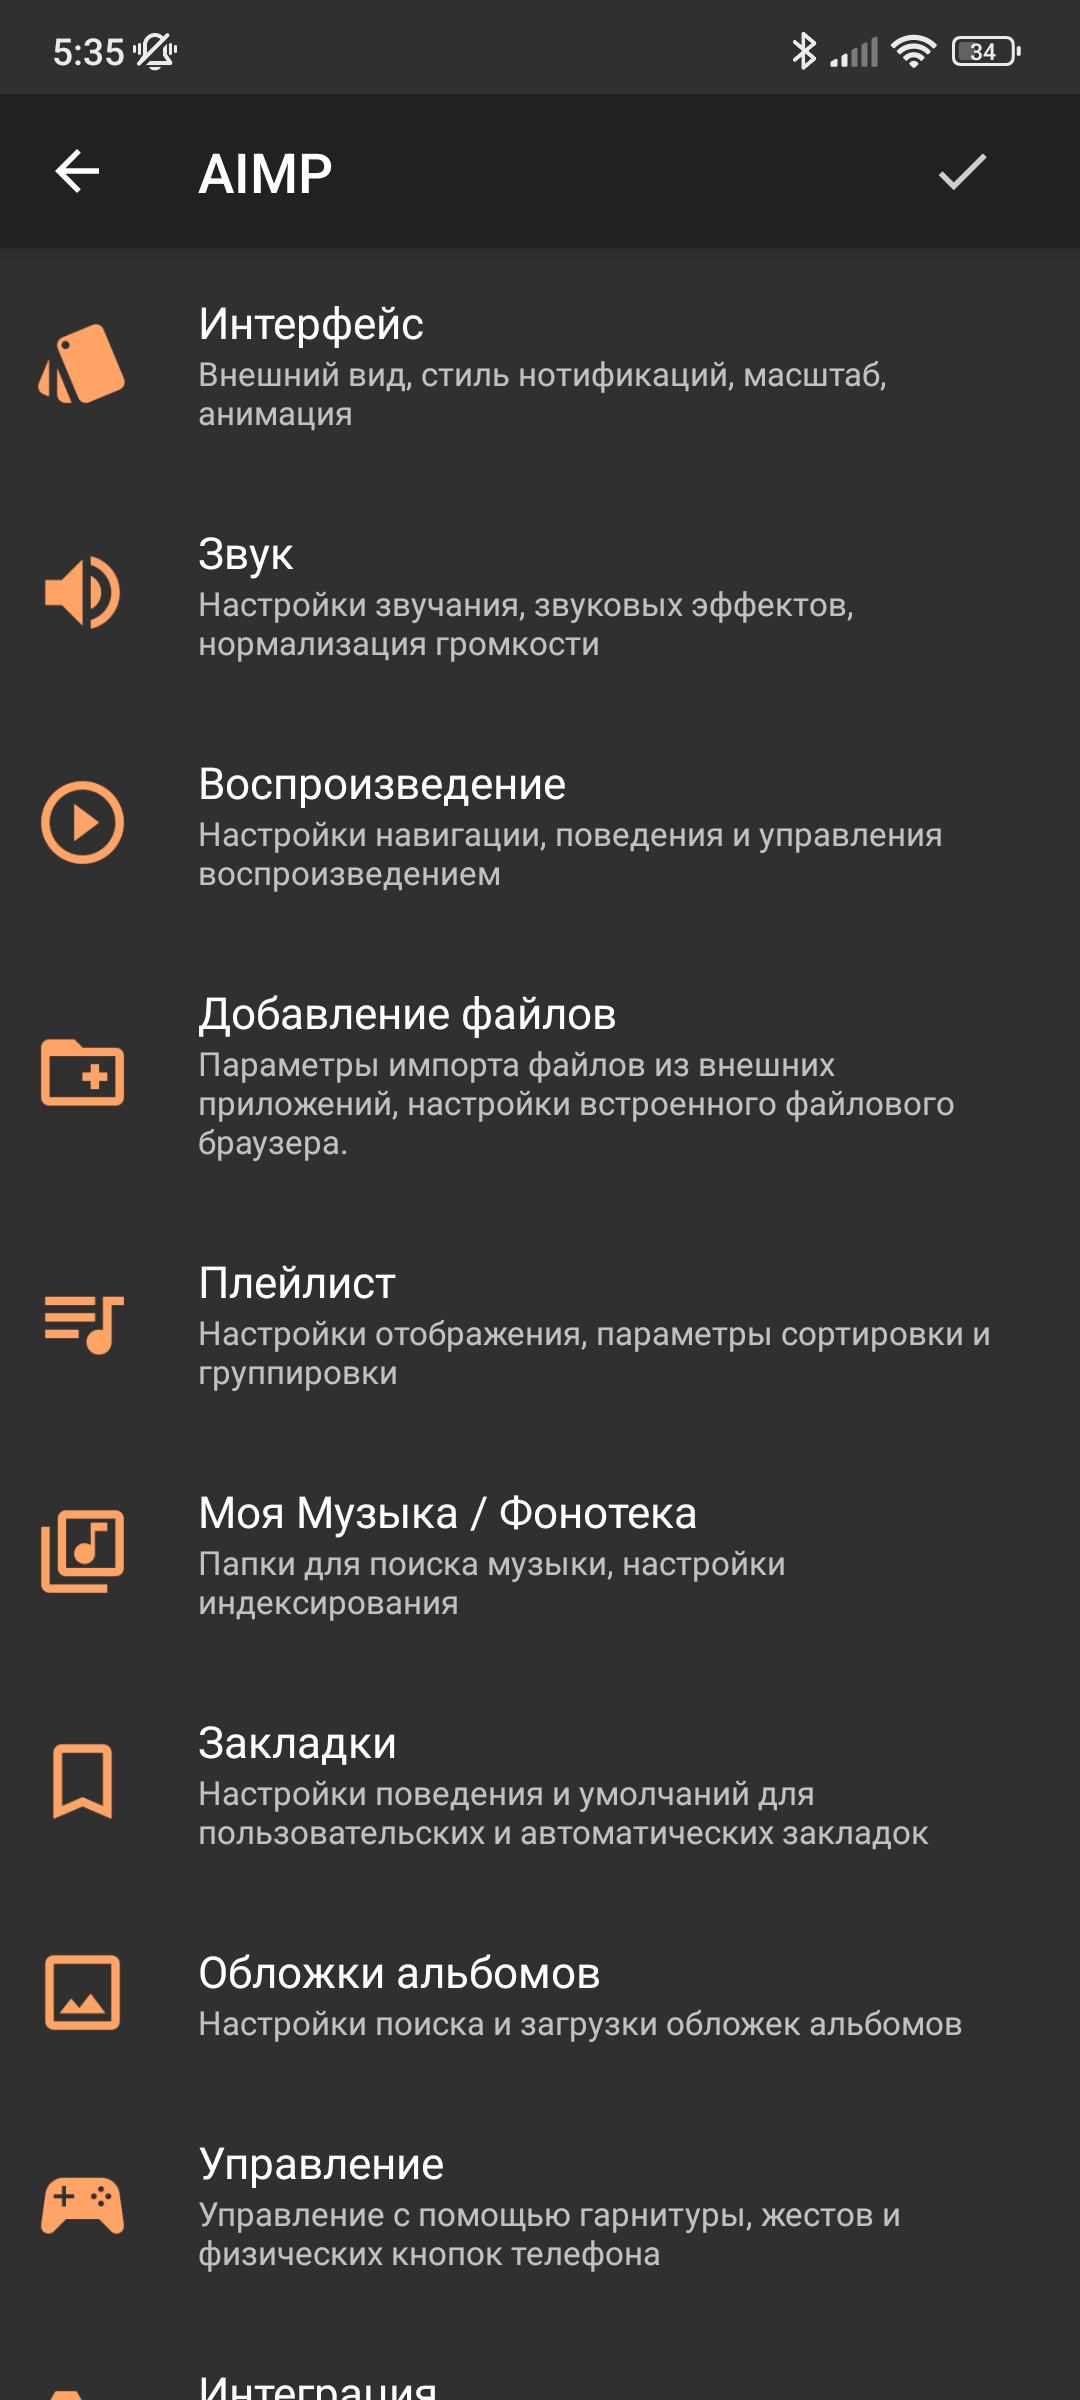 5:35
34
AIMP
Интерфейс
Внешний вид, стиль нотификаций, масштаб,
анимация
Звук
Настройки звучания, звуковых эффектов,
нормализация громкости
Воспроизведение
Настройки навигации, поведения и управления
воспроизведением
Добавление файлов
Параметры импорта файлов из внешних
приложений, настройки встроенного файлового
браузера.
Плейлист
Настройки отображения, параметры сортировки и
группировки
Моя Музыка / Фонотека
Папки для поиска музыки, настройки
индексирования
Закладки
Настройки поведения и умолчаний для
пользовательских и автоматических закладок
Обложки альбомов
Настройки поиска и загрузки обложек альбомов
Управление
Управление с помощью гарнитуры, жестов и
физических кнопок телефона
Интеграция